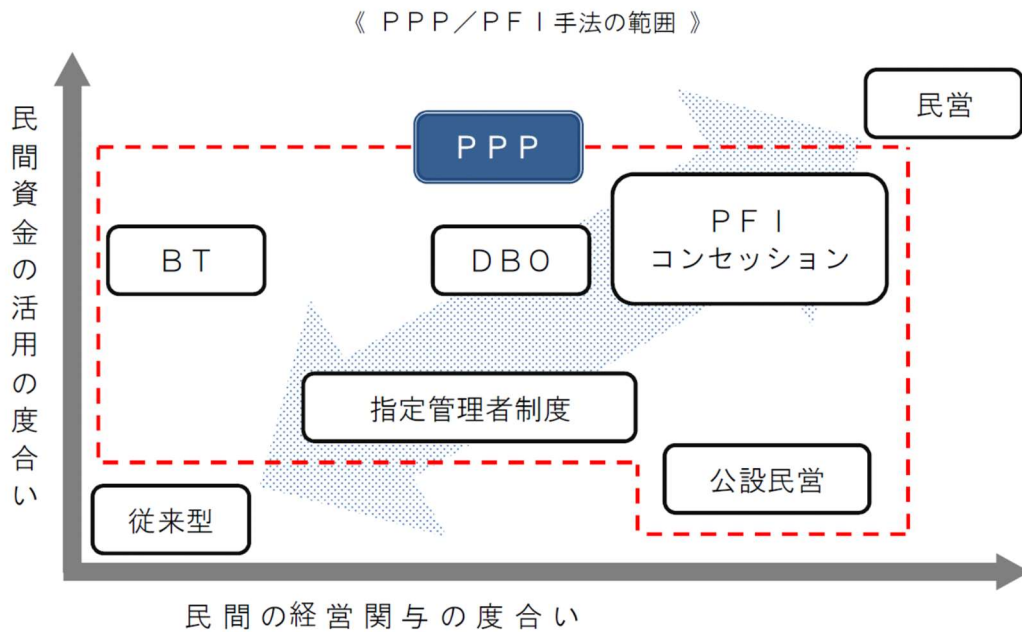 《 ＰＰＰ／ＰＦＩ手法の範囲 》
民間資金の活用の度合い
民営
ＰＰＰ
ＢＴ
ＤＢＯ
ＰＦＩ
コンセッション
指定管理者制度
公設民営
従来型
民間の経営関与の度合い